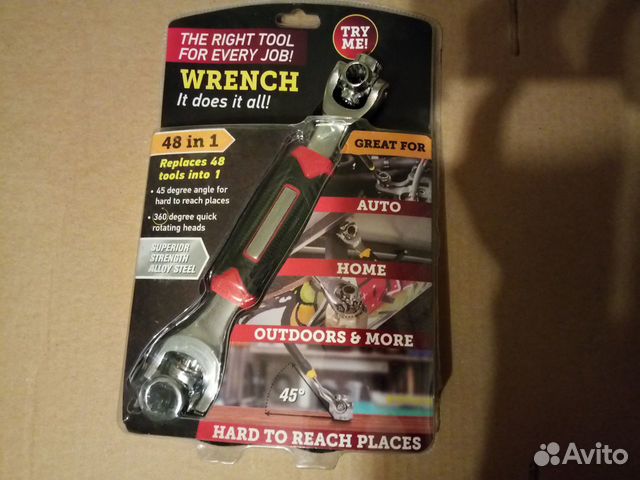 THE RIGHT TOOL
FOR EVERY JOB!
WRENCH
It does it all!
TRY
ME!
48 in 1
Replaces 48
tools into 1
• 45 degree angle for
hard to reach places
• 360 degree quick
rotating heads
SUPERIOR
STRENGTH
ALLOY STEEL
GREAT FOR
AUTO
HOME
OUTDOORS & MORE
45°
HARD TO REACH PLACES
Avito